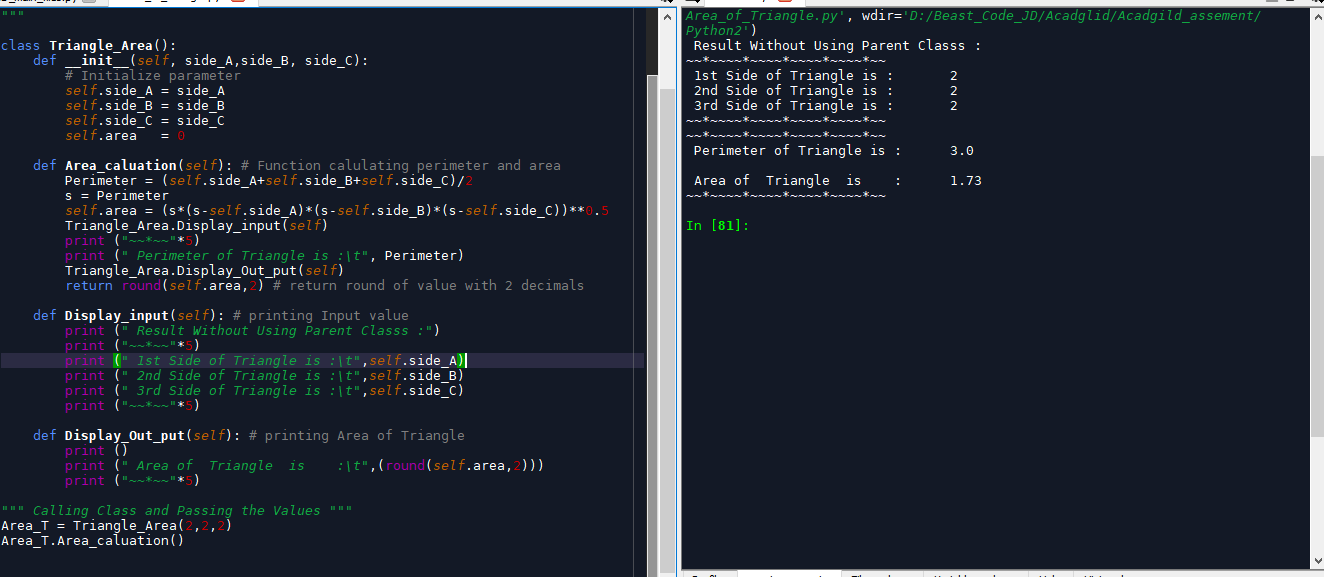 """
class Triangle_Area():
    def __init__(self, side_A,side_B, side_C):
        # Initialize parameter
        self.side_A = side_A
        self.side_B = side_B
        self.side_C = side_C
        self.area   = 0
    def Area_caluation(self): # Function calulating perimeter and area
        Perimeter = (self.side_A+self.side_B+self.side_C)/2
        s = Perimeter
        self.area = (s*(s-self.side_A)*(s-self.side_B)*(s-self.side_C))**0.5
        Triangle_Area.Display_input(self)
        print ("~~*~~"*5)
        print (" Perimeter of Triangle is :\t", Perimeter)
        Triangle_Area.Display_Out_put(self)
        return round(self.area,2) # return round of value with 2 decimals
    def Display_input(self): # printing Input value
        print (" Result Without Using Parent Classs :")
        print ("~~*~~"*5)
        print (" 1st Side of Triangle is :\t",self.side_A)
        print (" 2nd Side of Triangle is :\t",self.side_B)
        print (" 3rd Side of Triangle is :\t",self.side_C)
        print ("~~*~~"*5)
    def Display_Out_put(self): # printing Area of Triangle
        print ()
        print (" Area of  Triangle  is    :\t",(round(self.area,2)))
        print ("~~*~~"*5)
""" Calling Class and Passing the Values """
Area_T = Triangle_Area(2,2,2)
Area_T.Area_caluation()
Area_of_Triangle.py', wdir='D:/Beast_Code_JD/Acadglid/Acadgild_assement/
Python2')
 Result Without Using Parent Classs :
~~*~~~~*~~~~*~~~~*~~~~*~~
 1st Side of Triangle is :       2
 2nd Side of Triangle is :       2
 3rd Side of Triangle is :       2
~~*~~~~*~~~~*~~~~*~~~~*~~
~~*~~~~*~~~~*~~~~*~~~~*~~
 Perimeter of Triangle is :      3.0
 Area of  Triangle  is    :      1.73
~~*~~~~*~~~~*~~~~*~~~~*~~
In [81]: